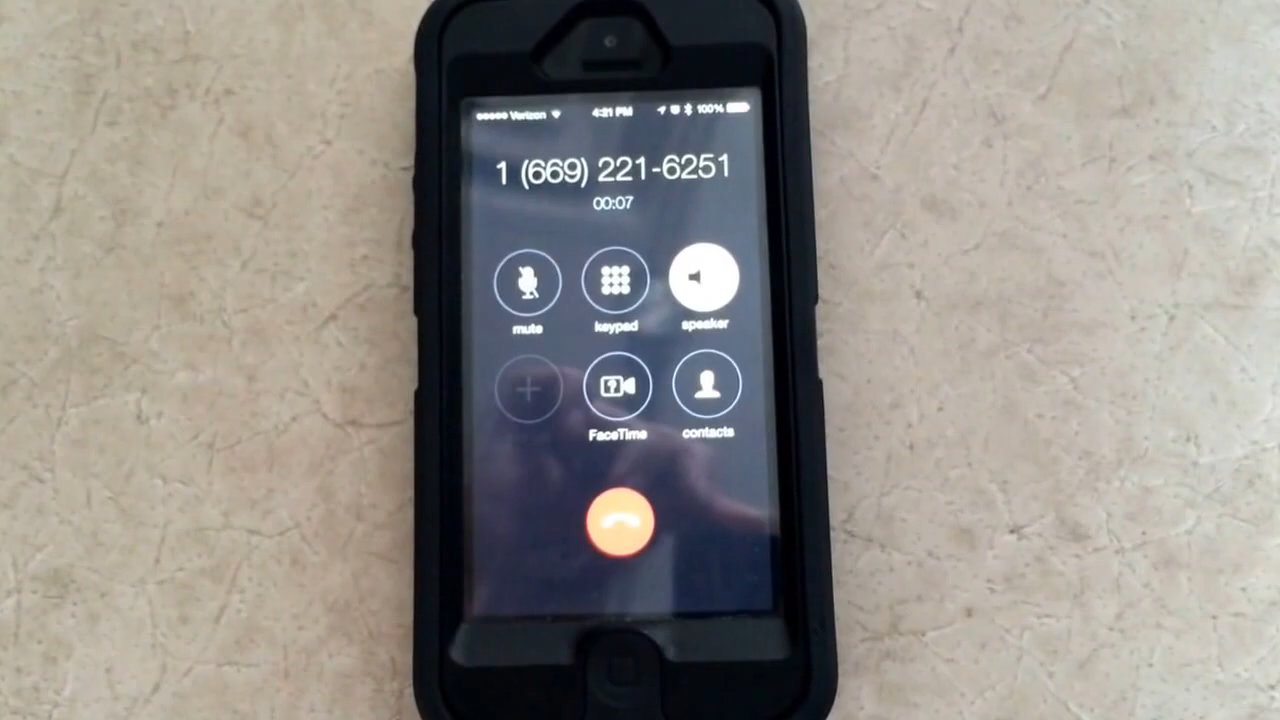 Verizon 4:21 PM 100%
1 (669) 221-6251
00:07
mute keypad speaker
FaceTime contacts